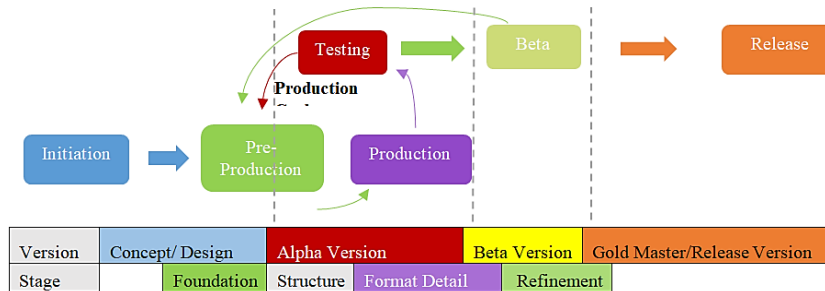 Testing
Beta
Release
Production
Initiation
Pre-
Production
Production
Version Concept/ Design Alpha Version Beta Version Gold Master/Release Version
Stage Foundation Structure Format Detail Refinement